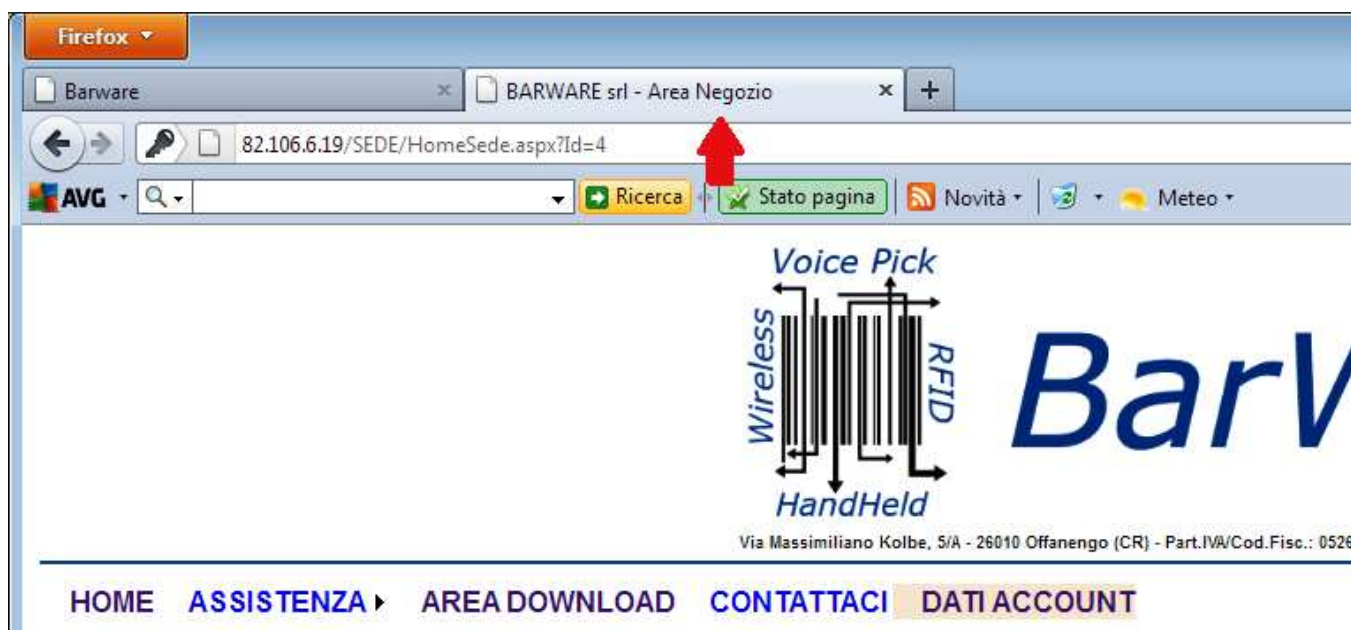 Firefox
Barware
BARWARE srl - Area Negozio
82.106.6.19/SEDE/HomeSede.aspx?Id=4
AVG Ricerca Stato pagina Novità Meteo
Voice Pick
Wireless
RFID
BarW
HandHeld
Via Massimiliano Kolbe, 5/A - 26010 Offanengo (CR) - Part.IVA/Cod.Fisc.: 0526
HOME ASSISTENZA AREA DOWNLOAD CONTATTACI DATI ACCOUNT